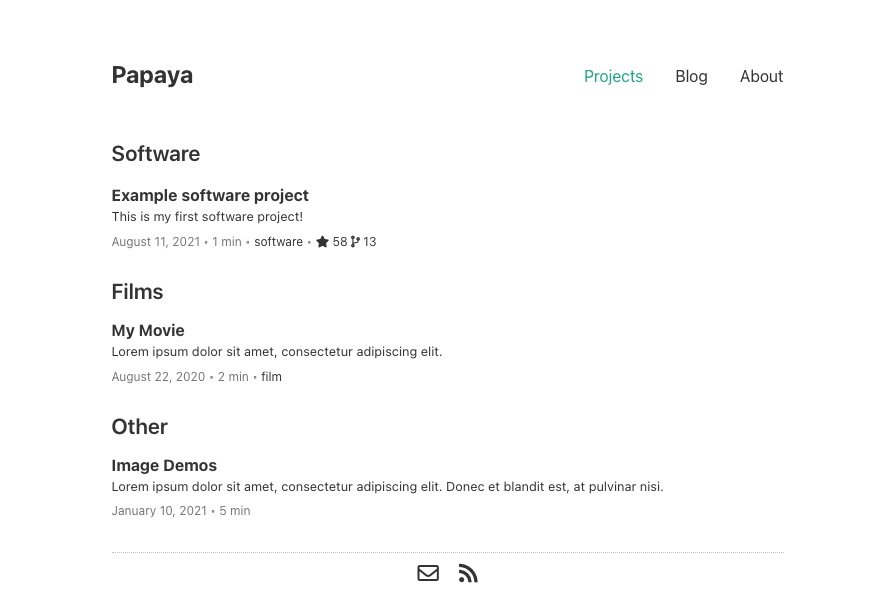 Papaya
Projects Blog About
Software
Example software project
This is my first software project!
August 11, 2021 • 1 min • software • 58 13
Films
My Movie
Lorem ipsum dolor sit amet, consectetur adipiscing elit.
August 22, 2020 • 2 min • film
Other
Image Demos
Lorem ipsum dolor sit amet, consectetur adipiscing elit. Donec et blandit est, at pulvinar nisi.
January 10, 2021 • 5 min